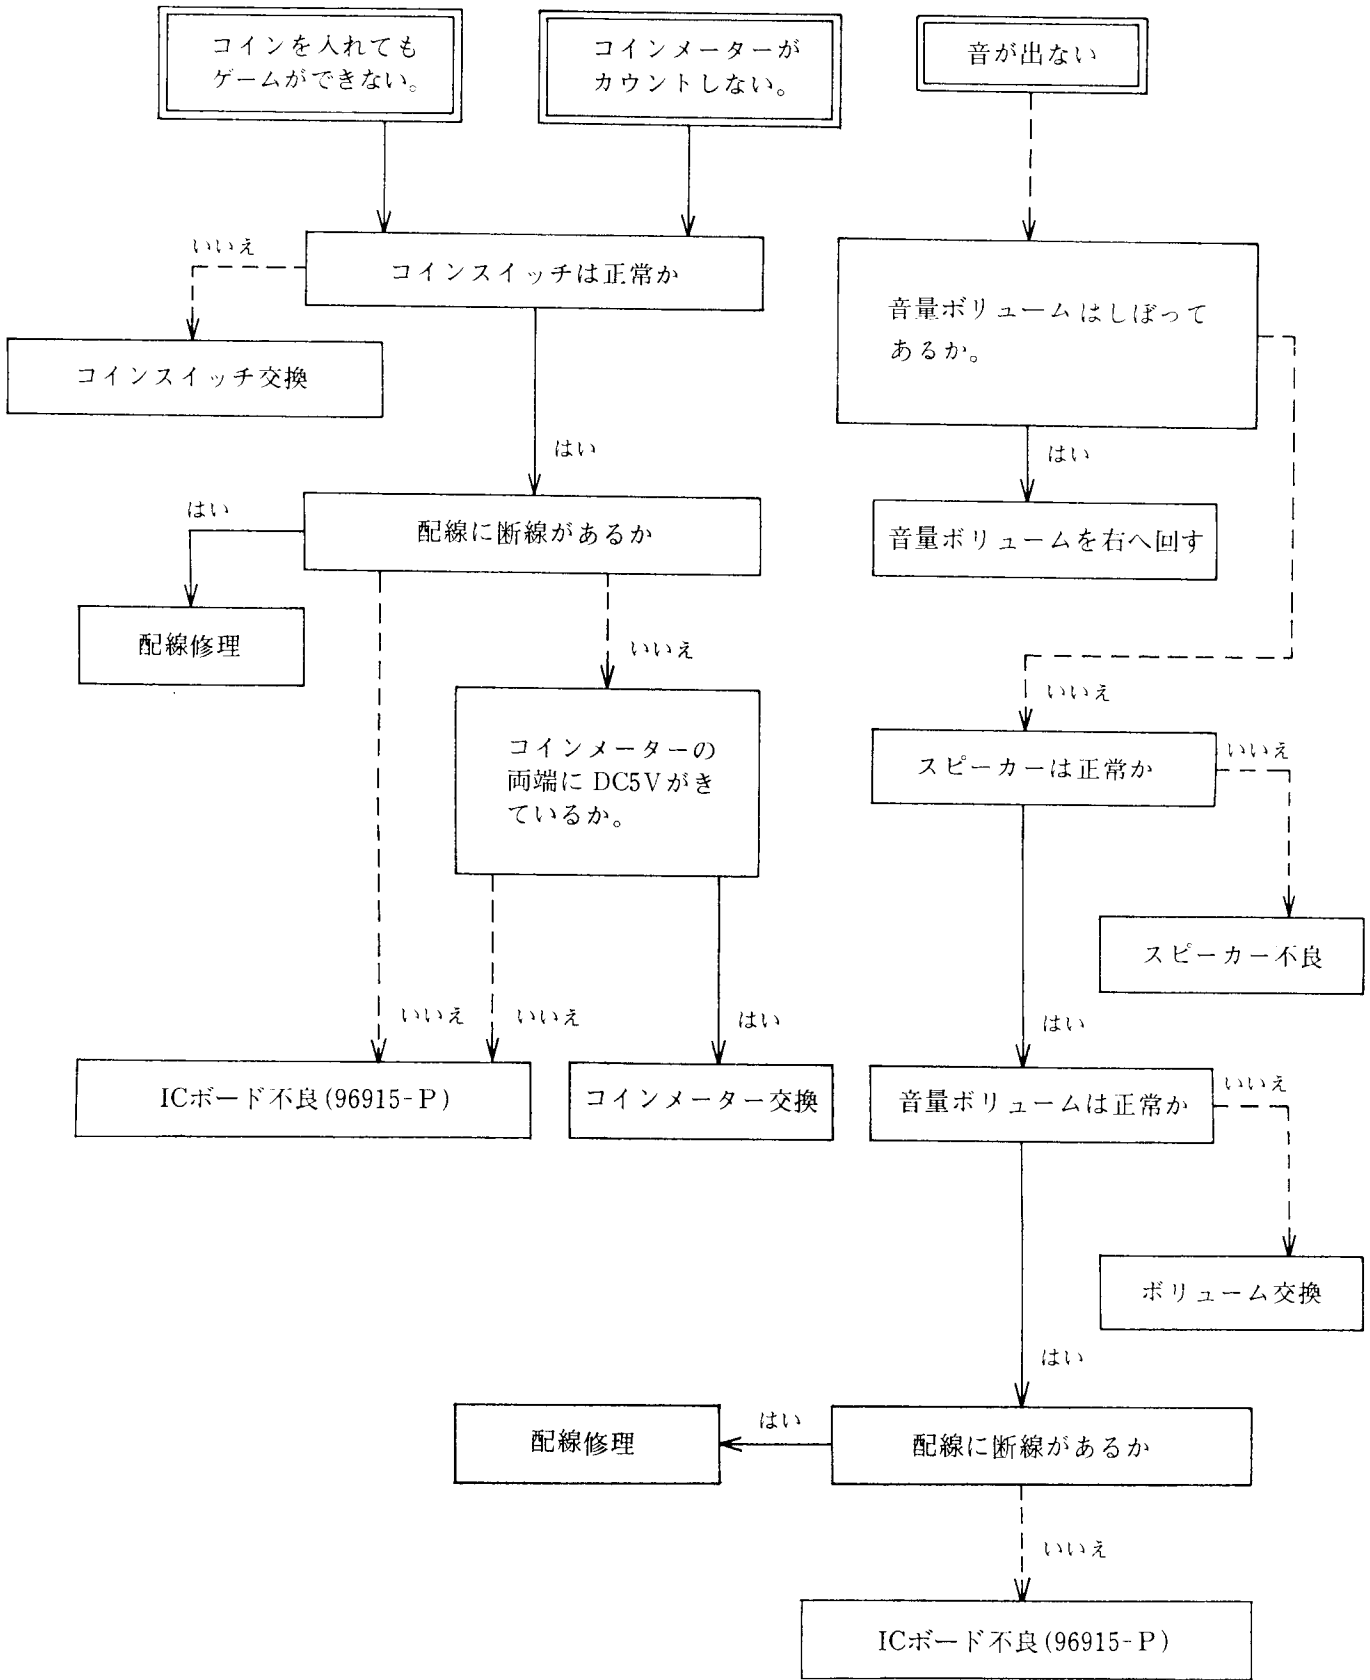 コインを入れても
ゲームができない。
コインメーターが
カウントしない。
音が出ない
いいえ
コインスイッチは正常か
コインスイッチ交換
はい
はい
配線に断線があるか
配線修理
いいえ
コインメーターの
両端に DC5Vがき
ているか。
いいえ
いいえ
はい
ICボード不良(96915-P)
コインメーター交換
音量ボリュームはしぼって
あるか。
はい
音量ボリュームを右へ回す
いいえ
スピーカーは正常か
いいえ
スピーカー不良
はい
音量ボリュームは正常か
いいえ
ボリューム交換
はい
配線に断線があるか
はい
配線修理
いいえ
ICボード不良(96915-P)